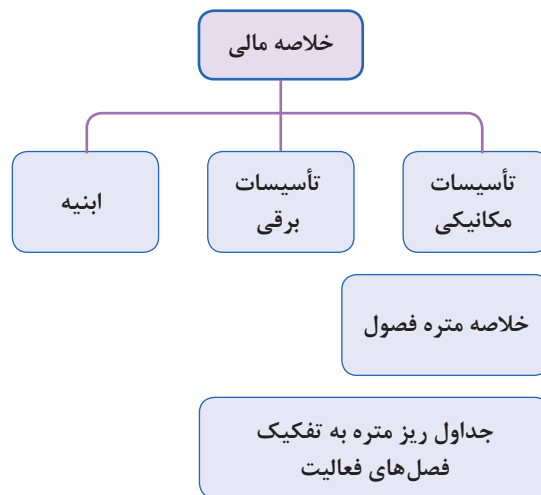 خلاصه مالی
تأسیسات
مکانیکی
تأسیسات
برقی
ابنیه
خلاصه متره فصول
جداول ریز متره به تفکیک
فصل‌های فعالیت